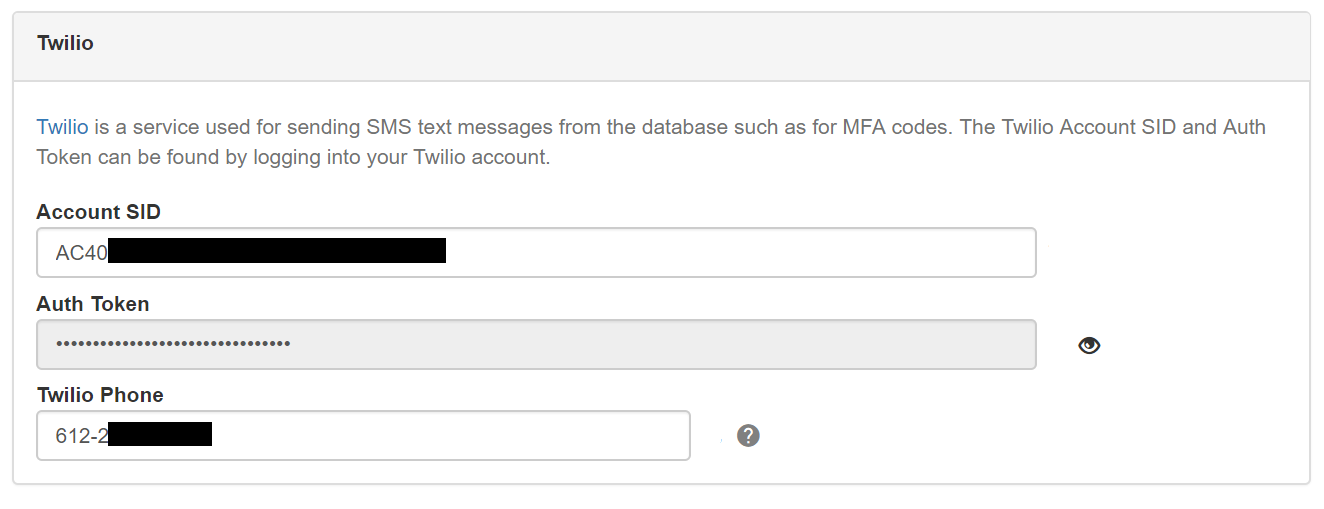 Twilio
Twilio is a service used for sending SMS text messages from the database such as for MFA codes. The Twilio Account SID and Auth
Token can be found by logging into your Twilio account.
Account SID
AC40
Auth Token
••••••••••••••••••••••••••••••••
Twilio Phone
612-2
?